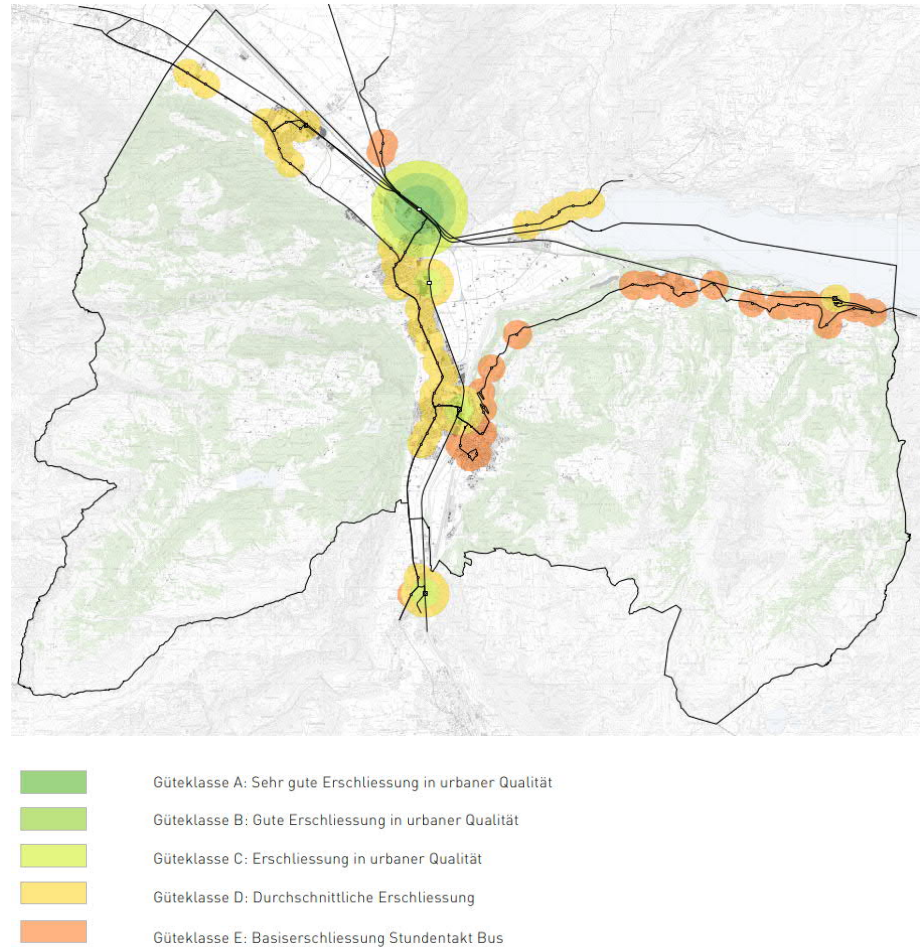 Güteklasse A: Sehr gute Erschliessung in urbaner Qualität
Güteklasse B: Gute Erschliessung in urbaner Qualität
Güteklasse C: Erschliessung in urbaner Qualität
Güteklasse D: Durchschnittliche Erschliessung
Güteklasse E: Basiserschliessung Stundentakt Bus